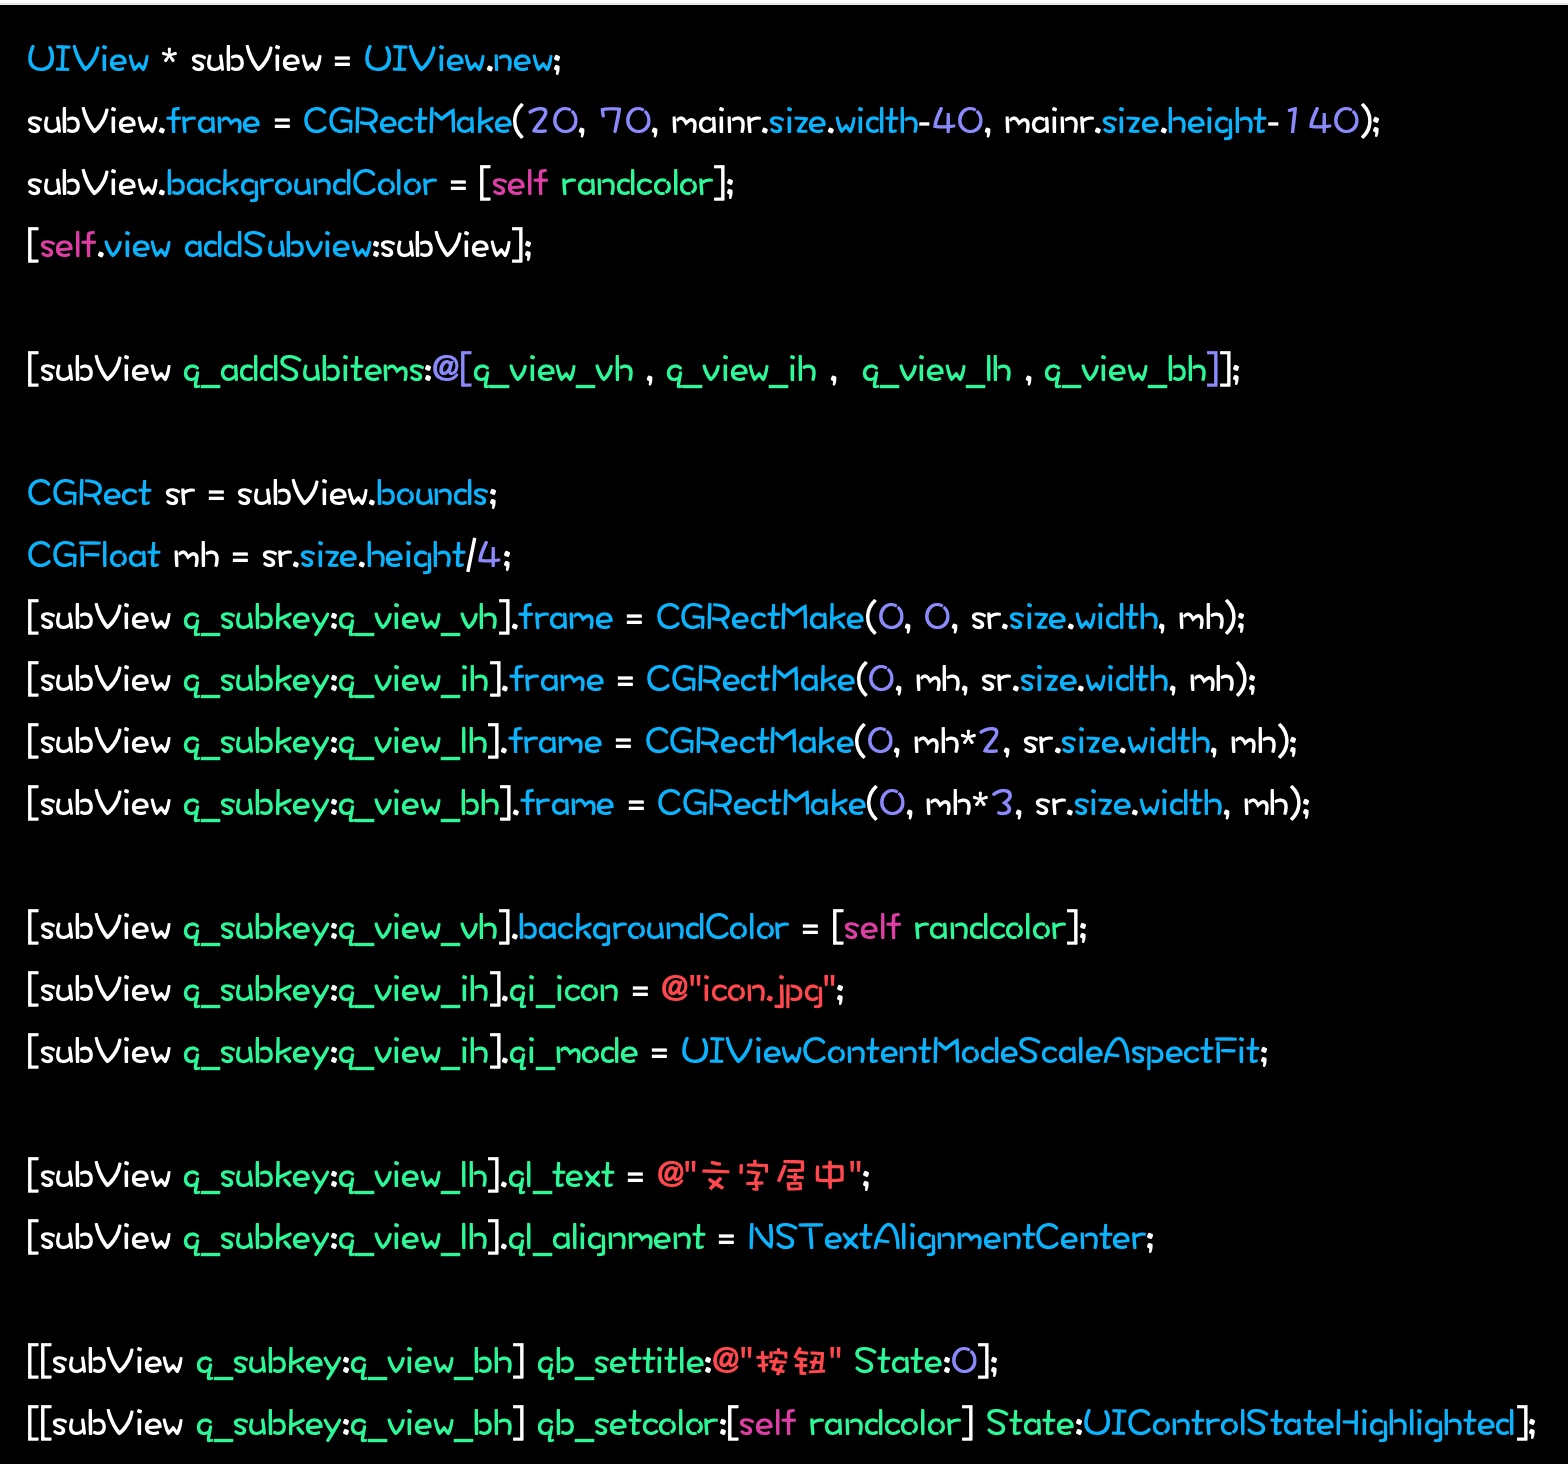 UIView * subView = UIView.new;
subView.frame = CGRectMake(20, 70, mainr.size.width-40, mainr.size.height-140);
subView.backgroundColor = [self randcolor];
[self.view addSubview:subView];
[subView q_addSubitems:@[q_view_vh , q_view_ih ,  q_view_lh , q_view_bh]];
CGRect sr = subView.bounds;
CGFloat mh = sr.size.height/4;
[subView q_subkey:q_view_vh].frame = CGRectMake(0, 0, sr.size.width, mh);
[subView q_subkey:q_view_ih].frame = CGRectMake(0, mh, sr.size.width, mh);
[subView q_subkey:q_view_lh].frame = CGRectMake(0, mh*2, sr.size.width, mh);
[subView q_subkey:q_view_bh].frame = CGRectMake(0, mh*3, sr.size.width, mh);
[subView q_subkey:q_view_vh].backgroundColor = [self randcolor];
[subView q_subkey:q_view_ih].qi_icon = @"icon.jpg";
[subView q_subkey:q_view_ih].qi_mode = UIViewContentModeScaleAspectFit;
[subView q_subkey:q_view_lh].ql_text = @"文字居中";
[subView q_subkey:q_view_lh].ql_alignment = NSTextAlignmentCenter;
[[subView q_subkey:q_view_bh] qb_settitle:@"按钮" State:0];
[[subView q_subkey:q_view_bh] qb_setcolor:[self randcolor] State:UIControlStateHighlighted];